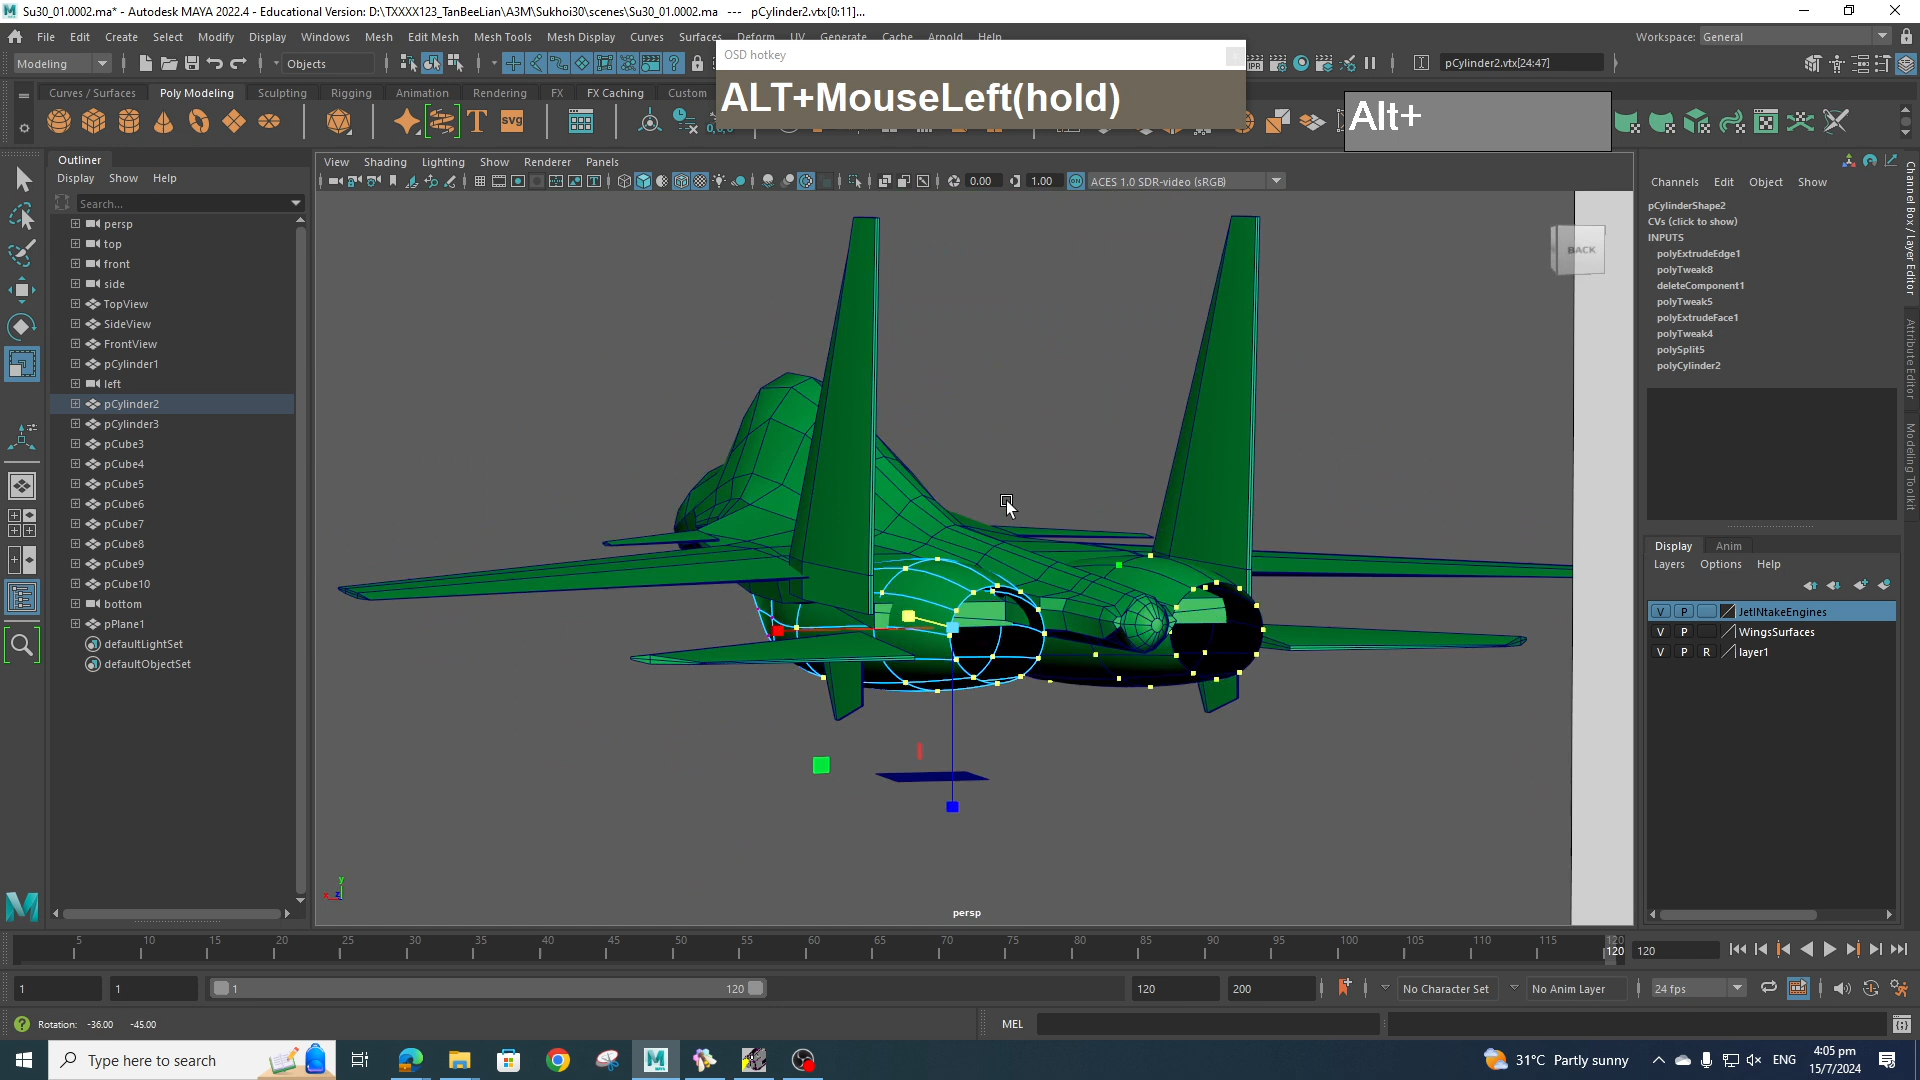 Su30_01.0002.ma* - Autodesk MAYA 2022.4 - Educational Version: D:\TXXXX123_TanBeeLian\A3M\Sukhoi30\scenes\Su30_01.0002.ma --- pCylinder2.vtx[0:11]...
File Edit Create Select Modify Display Windows Mesh Edit Mesh Mesh Tools Mesh Display Curves Surfaces Deform UV Generate Cache Arnold Help
Workspace: General
OSD hotkey
ALT+MouseLeft(hold)
Alt+
Modeling
Objects
pCylinder2.vtx[24:47]
Curves / Surfaces Poly Modeling Sculpting Rigging Animation Rendering FX FX Caching Custom
Outliner
Display Show Help
Search...
persp
top
front
side
TopView
SideView
FrontView
pCylinder1
left
pCylinder2
pCylinder3
pCube3
pCube4
pCube5
pCube6
pCube7
pCube8
pCube9
pCube10
bottom
pPlane1
defaultLightSet
defaultObjectSet
View Shading Lighting Show Renderer Panels
0.00 1.00 ACES 1.0 SDR-video (sRGB)
BACK
persp
Channels Edit Object Show
pCylinderShape2
CVs (click to show)
INPUTS
polyExtrudeEdge1
polyTweak8
deleteComponent1
polyTweak5
polyExtrudeFace1
polyTweak4
polySplit5
polyCylinder2
Channel Box / Layer Editor
Attribute Editor
Modeling Toolkit
Display Anim
Layers Options Help
V P JetINtakeEngines
V P WingsSurfaces
V P R layer1
5 10 15 20 25 30 35 40 45 50 55 60 65 70 75 80 85 90 95 100 105 110 115 120
120
120
1 1 1 120 120 200 No Character Set No Anim Layer 24 fps
Rotation: -36.00 -45.00
MEL
Type here to search
31°C Partly sunny
ENG
4:05 pm
15/7/2024